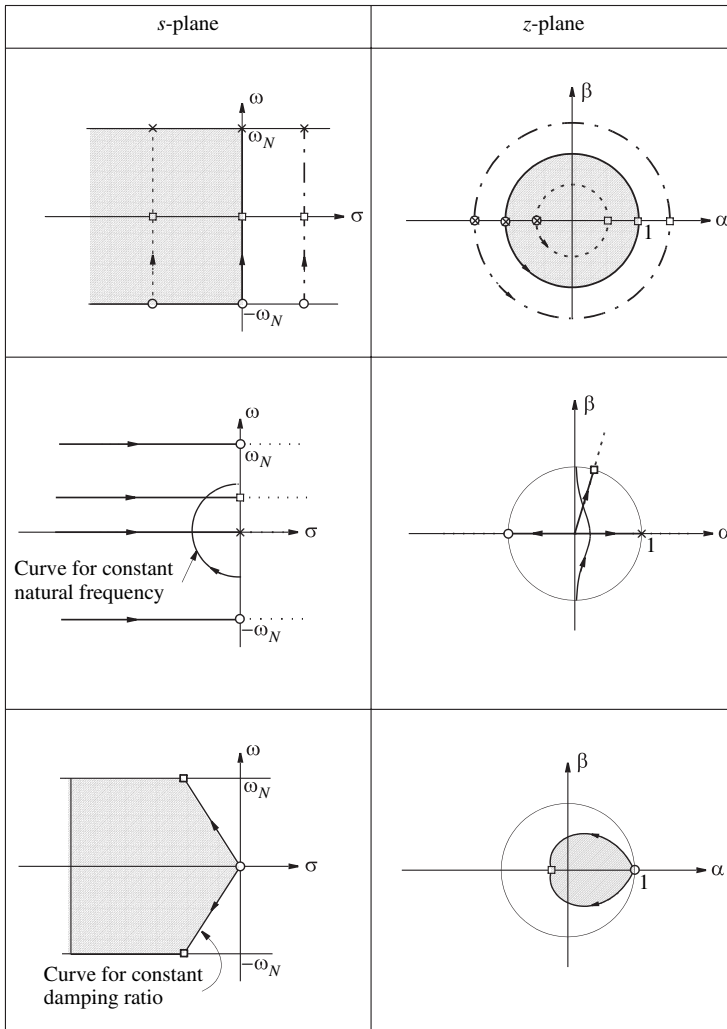 s-plane
z-plane
ω
ω_N
σ
−ω_N
β
α
1
ω
ω_N
σ
Curve for constant
natural frequency
−ω_N
β
α
1
ω
ω_N
σ
−ω_N
Curve for constant
damping ratio
β
α
1